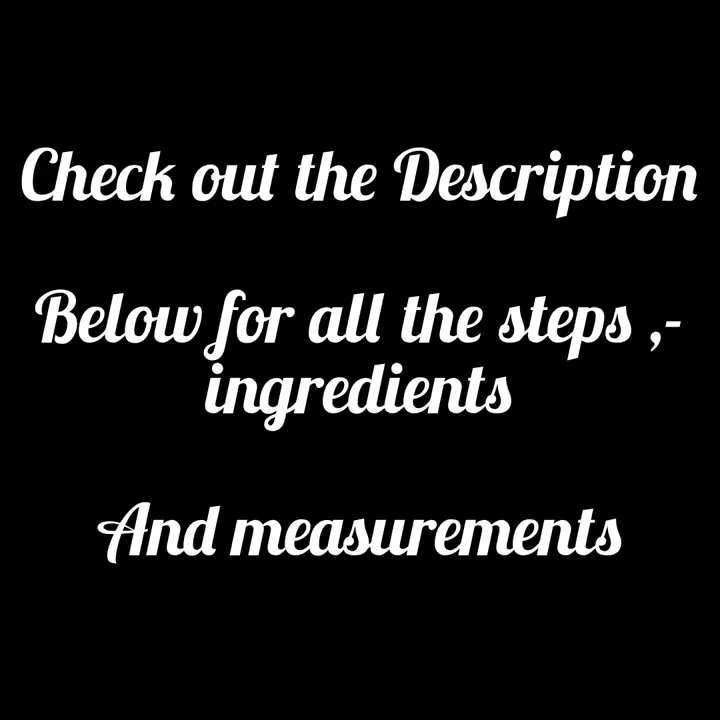 Check out the Description
Below for all the steps ,-
ingredients
And measurements